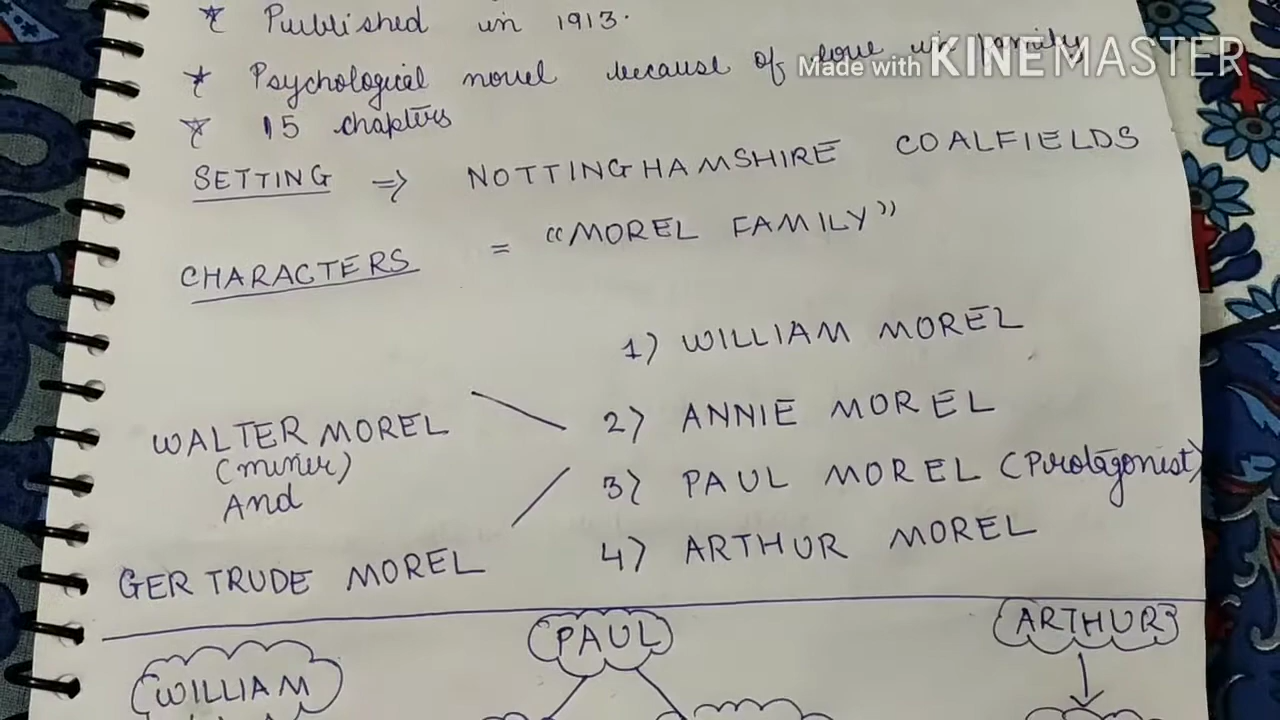 ☆ Published in 1913.
☆ Psychological novel because of love in family
Made with KINEMASTER
☆ 15 chapters
SETTING ⇒ NOTTINGHAMSHIRE COALFIELDS
CHARACTERS = "MOREL FAMILY"
1) WILLIAM MOREL
2) ANNIE MOREL
WALTER MOREL
(miner)
And
3) PAUL MOREL (Protagonist)
GERTRUDE MOREL
4) ARTHUR MOREL
PAUL
ARTHUR
WILLIAM